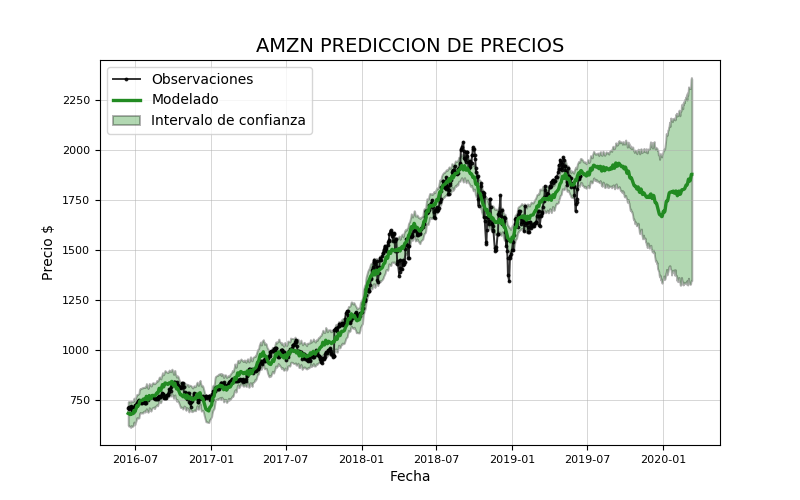 AMZN PREDICCION DE PRECIOS
Observaciones
Modelado
Intervalo de confianza
Precio $
2250
2000
1750
1500
1250
1000
750
2016-07 2017-01 2017-07 2018-01 2018-07 2019-01 2019-07 2020-01
Fecha